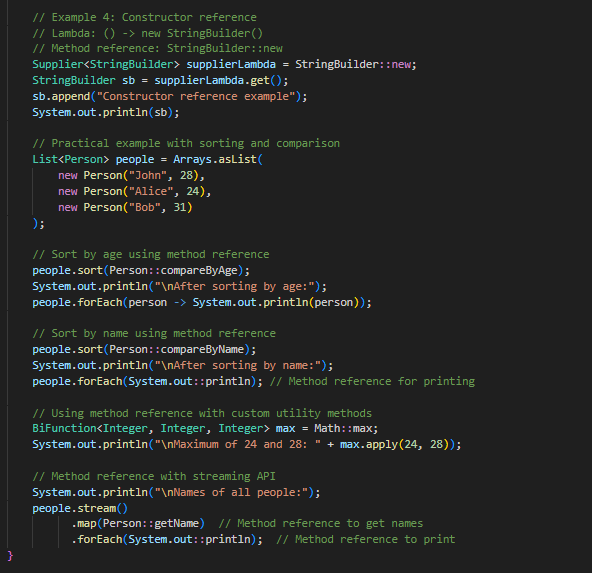 // Example 4: Constructor reference
// Lambda: () -> new StringBuilder()
// Method reference: StringBuilder::new
Supplier<StringBuilder> supplierLambda = StringBuilder::new;
StringBuilder sb = supplierLambda.get();
sb.append("Constructor reference example");
System.out.println(sb);

// Practical example with sorting and comparison
List<Person> people = Arrays.asList(
    new Person("John", 28),
    new Person("Alice", 24),
    new Person("Bob", 31)
);

// Sort by age using method reference
people.sort(Person::compareByAge);
System.out.println("\nAfter sorting by age:");
people.forEach(person -> System.out.println(person));

// Sort by name using method reference
people.sort(Person::compareByName);
System.out.println("\nAfter sorting by name:");
people.forEach(System.out::println); // Method reference for printing

// Using method reference with custom utility methods
BiFunction<Integer, Integer, Integer> max = Math::max;
System.out.println("\nMaximum of 24 and 28: " + max.apply(24, 28));

// Method reference with streaming API
System.out.println("\nNames of all people:");
people.stream()
      .map(Person::getName)  // Method reference to get names
      .forEach(System.out::println);  // Method reference to print
}